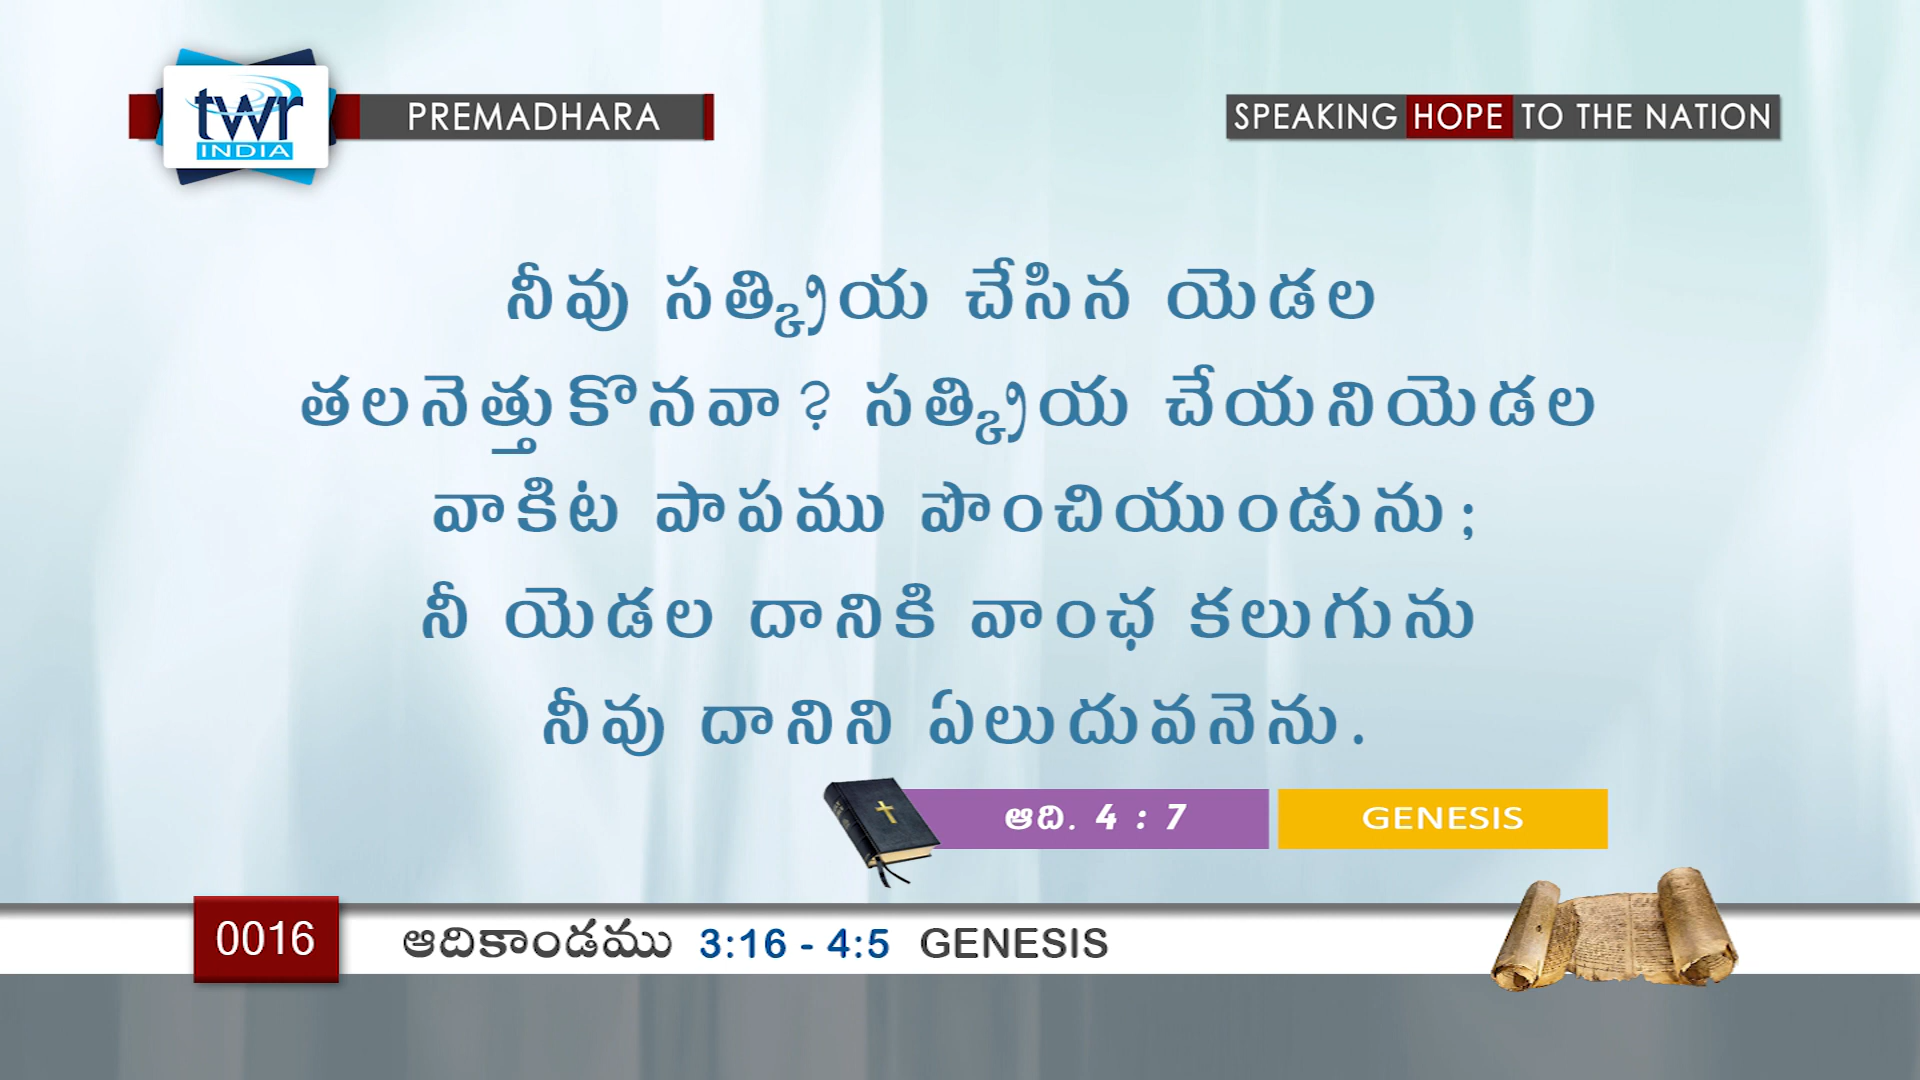 twr
INDIA
PREMADHARA
SPEAKING HOPE TO THE NATION
నీవు సత్క్రియ చేసిన యెడల
తలనెత్తుకొనవా? సత్క్రియ చేయనియెడల
వాకిట పాపము పొంచియుండును;
నీ యెడల దానికి వాంఛ కలుగును
నీవు దానిని ఏలుదువనెను.
ఆది. 4 : 7
GENESIS
0016
ఆదికాండము 3:16 - 4:5 GENESIS